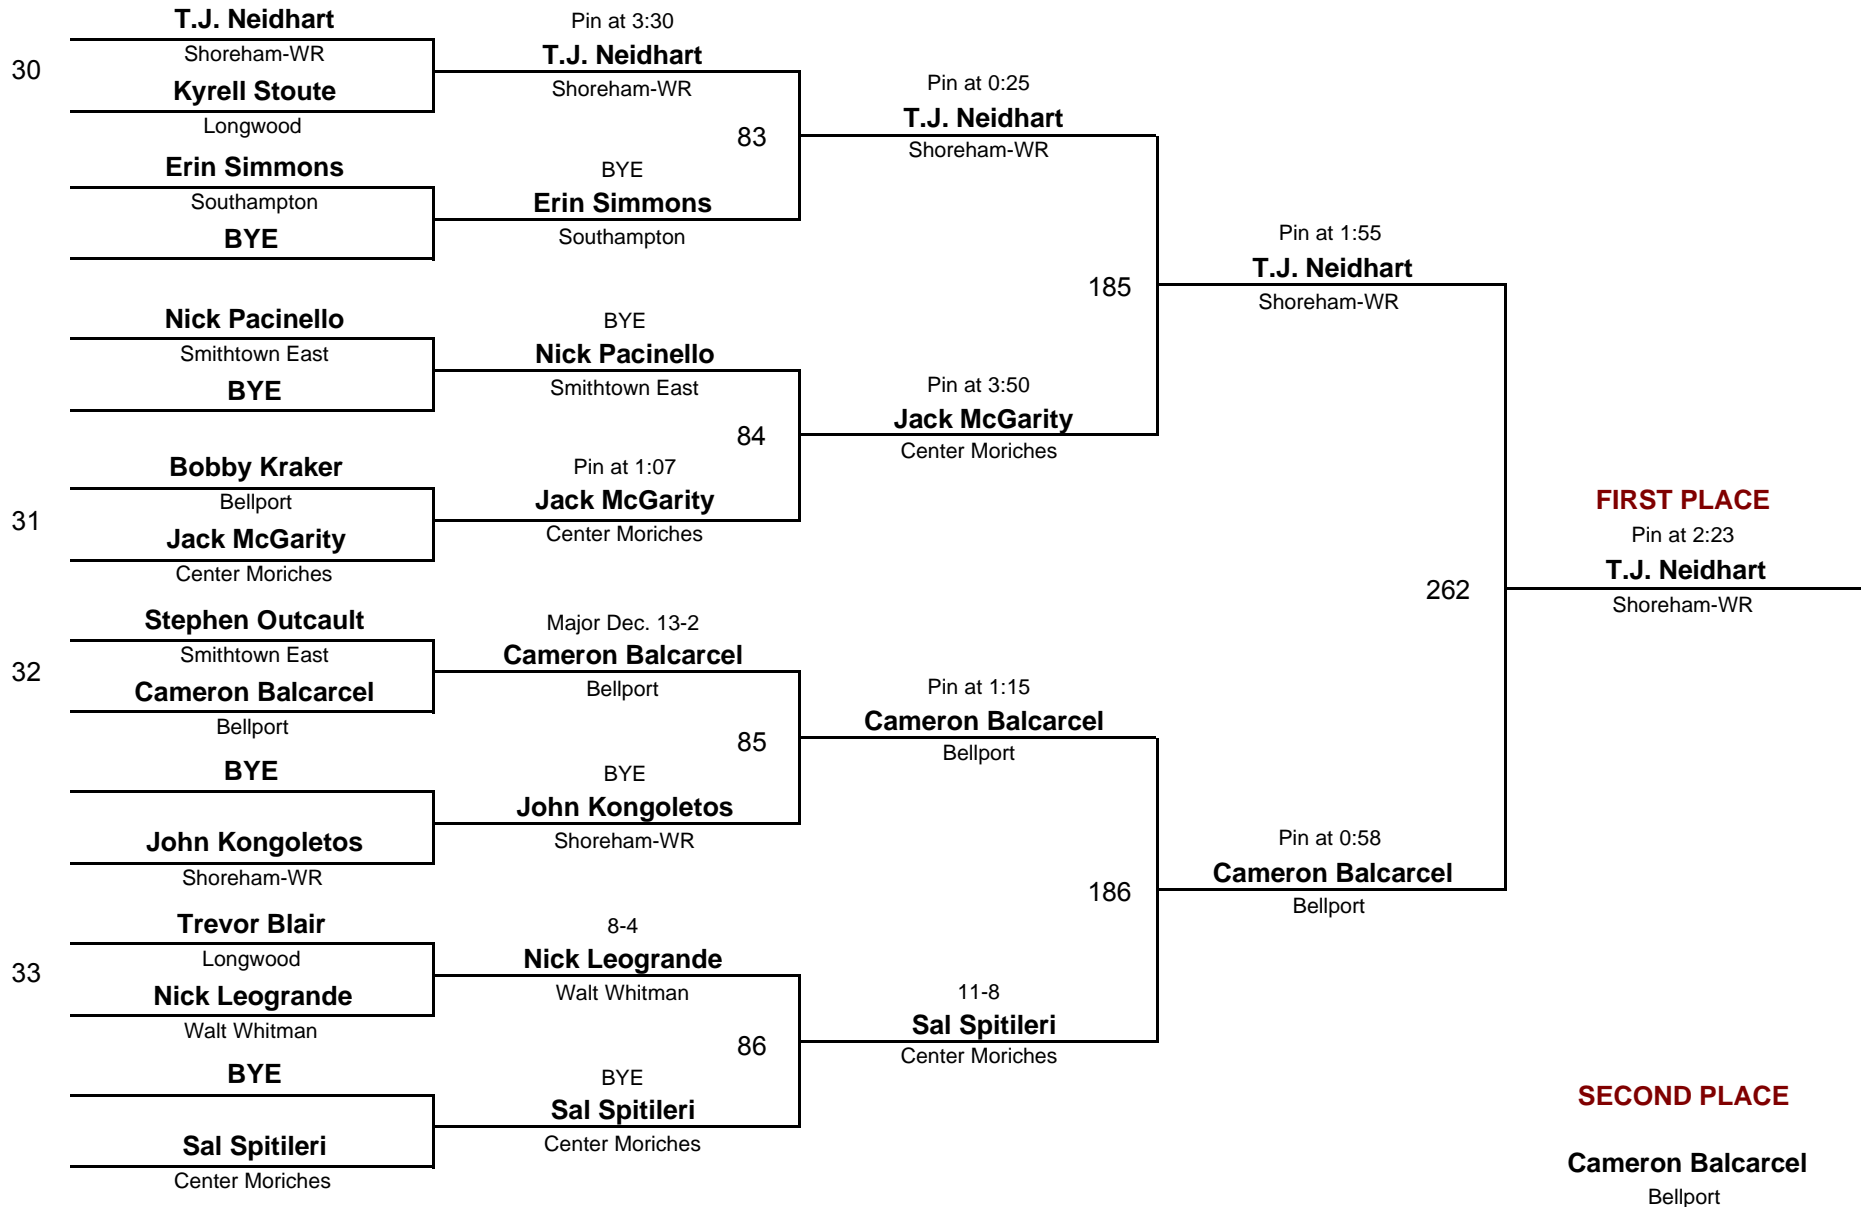 T.J. Neidhart
Shoreham-WR
30
Kyrell Stoute
Longwood
Erin Simmons
Southampton
BYE
Nick Pacinello
Smithtown East
BYE
Bobby Kraker
Bellport
31
Jack McGarity
Center Moriches
Stephen Outcault
Smithtown East
32
Cameron Balcarcel
Bellport
BYE
John Kongoletos
Shoreham-WR
Trevor Blair
Longwood
33
Nick Leogrande
Walt Whitman
BYE
Sal Spitileri
Center Moriches
Pin at 3:30
T.J. Neidhart
Shoreham-WR
83
BYE
Erin Simmons
Southampton
BYE
Nick Pacinello
Smithtown East
84
Pin at 1:07
Jack McGarity
Center Moriches
Major Dec. 13-2
Cameron Balcarcel
Bellport
85
BYE
John Kongoletos
Shoreham-WR
8-4
Nick Leogrande
Walt Whitman
86
BYE
Sal Spitileri
Center Moriches
Pin at 0:25
T.J. Neidhart
Shoreham-WR
185
Pin at 3:50
Jack McGarity
Center Moriches
Pin at 1:15
Cameron Balcarcel
Bellport
186
11-8
Sal Spitileri
Center Moriches
Pin at 1:55
T.J. Neidhart
Shoreham-WR
262
Pin at 0:58
Cameron Balcarcel
Bellport
FIRST PLACE
Pin at 2:23
T.J. Neidhart
Shoreham-WR
SECOND PLACE
Cameron Balcarcel
Bellport